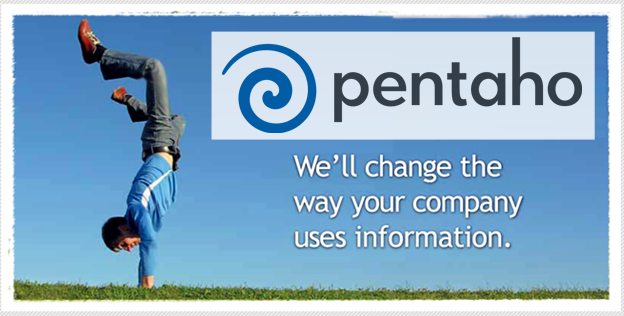 pentaho
We'll change the
way your company
uses information.